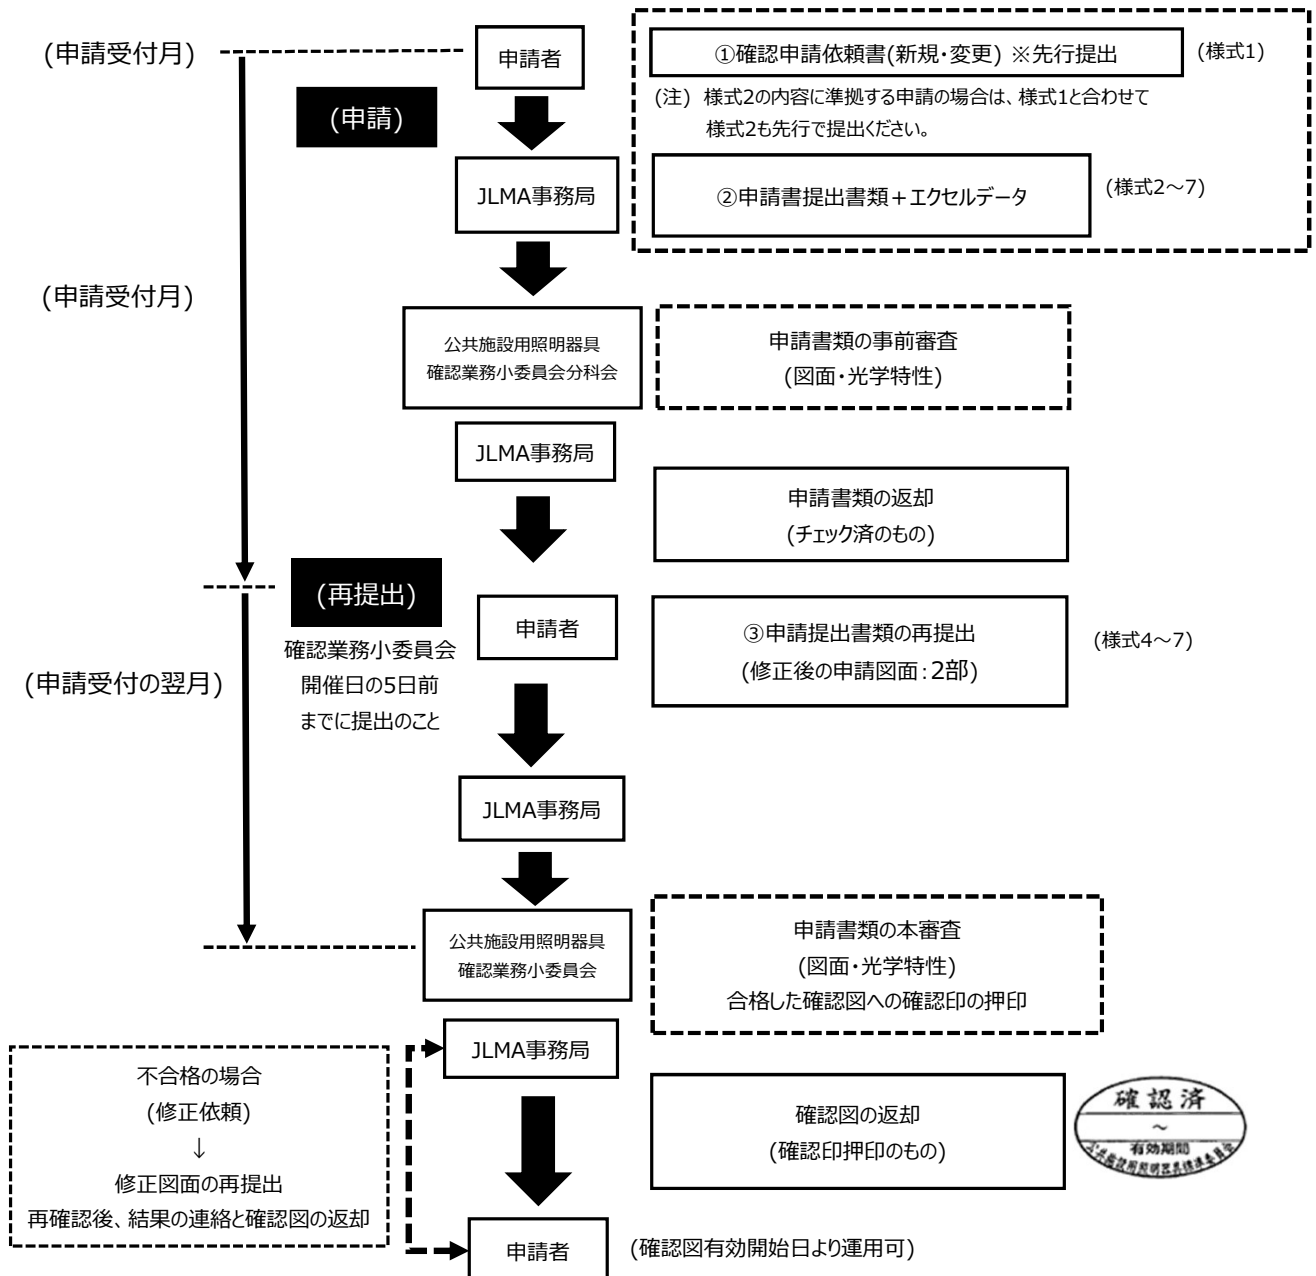 (申請受付月)
申請者
①確認申請依頼書(新規・変更) ※先行提出
(様式1)
(注) 様式2の内容に準拠する申請の場合は、様式1と合わせて
様式2も先行で提出ください。
(申請)
JLMA事務局
②申請書提出書類+エクセルデータ
(様式2~7)
(申請受付月)
公共施設用照明器具
確認業務小委員会分科会
申請書類の事前審査
(図面・光学特性)
JLMA事務局
申請書類の返却
(チェック済のもの)
(再提出)
確認業務小委員会
開催日の5日前
までに提出のこと
申請者
③申請提出書類の再提出
(修正後の申請図面:2部)
(様式4~7)
(申請受付の翌月)
JLMA事務局
公共施設用照明器具
確認業務小委員会
申請書類の本審査
(図面・光学特性)
合格した確認図への確認印の押印
JLMA事務局
不合格の場合
(修正依頼)
↓
修正図面の再提出
再確認後、結果の連絡と確認図の返却
確認図の返却
(確認印押印のもの)
確認済
~
有効期間
申請者
(確認図有効開始日より運用可)